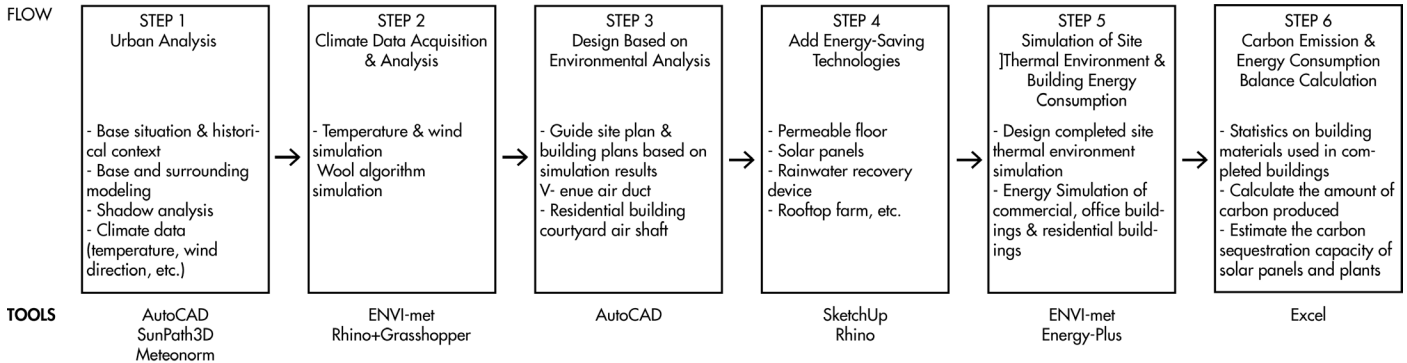 FLOW
STEP 1
Urban Analysis
- Base situation & histori-
cal context
- Base and surrounding
modeling
- Shadow analysis
- Climate data
(temperature, wind
direction, etc.)
STEP 2
Climate Data Acquisition
& Analysis
- Temperature & wind
simulation
- Wool algorithm
simulation
STEP 3
Design Based on
Environmental Analysis
- Guide site plan &
building plans based on
simulation results
V- enue air duct
- Residential building
courtyard air shaft
STEP 4
Add Energy-Saving
Technologies
- Permeable floor
- Solar panels
- Rainwater recovery
device
- Rooftop farm, etc.
STEP 5
Simulation of Site
]Thermal Environment &
Building Energy
Consumption
- Design completed site
thermal environment
simulation
- Energy Simulation of
commercial, office build-
ings & residential build-
ings
STEP 6
Carbon Emission &
Energy Consumption
Balance Calculation
- Statistics on building
materials used in com-
pleted buildings
- Calculate the amount of
carbon produced
- Estimate the carbon
sequestration capacity of
solar panels and plants
TOOLS
AutoCAD
SunPath3D
Meteonorm
ENVI-met
Rhino+Grasshopper
AutoCAD
SketchUp
Rhino
ENVI-met
Energy-Plus
Excel